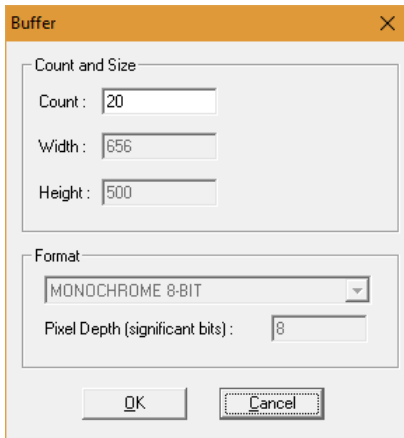 Buffer
Count and Size
Count : 20
Width : 656
Height : 500
Format
MONOCHROME 8-BIT
Pixel Depth (significant bits) : 8
OK Cancel